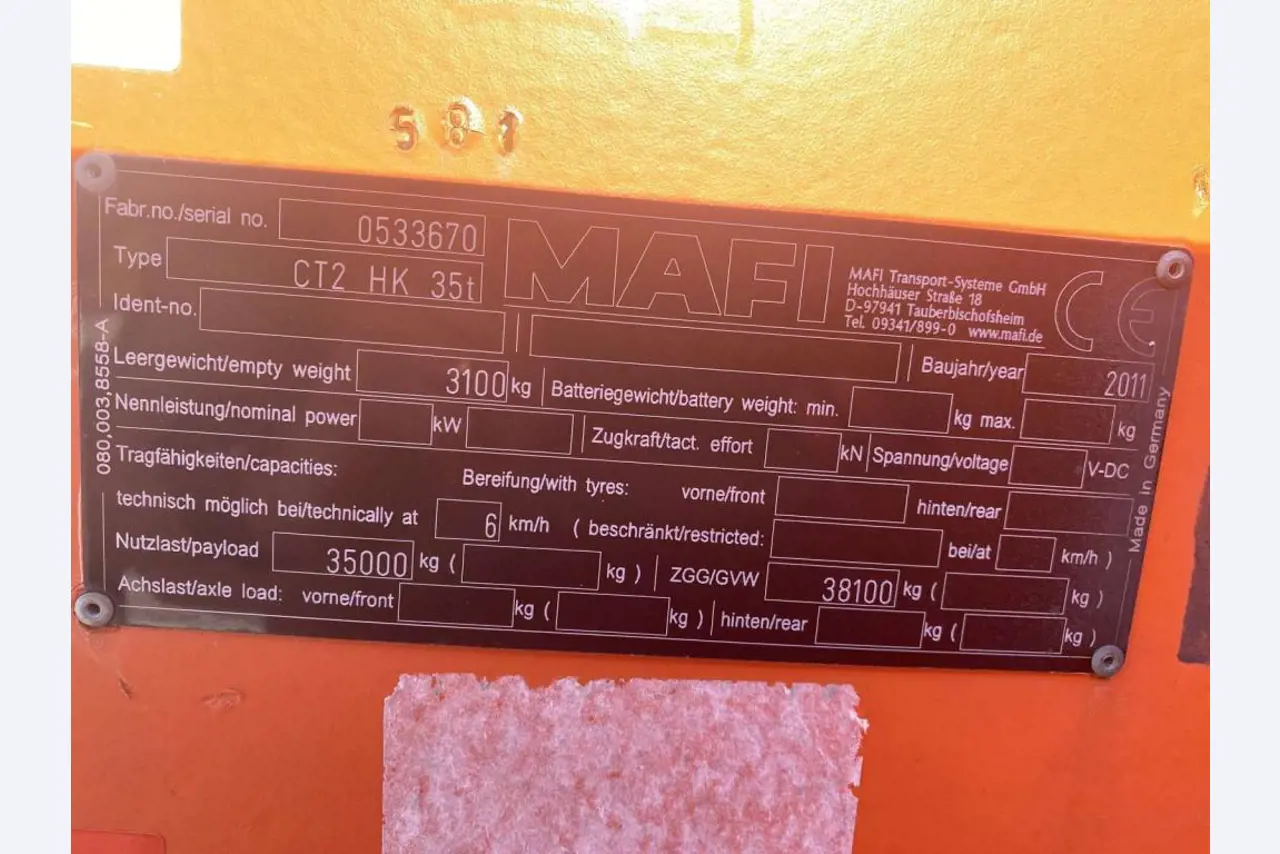 581
Fabr.no./serial no. 0533670
Type CT2 HK 35t
MAFI
MAFI Transport-Systeme GmbH
Hochhäuser Straße 18
D-97941 Tauberbischofsheim
Tel. 09341/899-0 www.mafi.de
CE
Ident-no.
Baujahr/year 2011
Leergewicht/empty weight 3100 kg Batteriegewicht/battery weight: min. kg max. kg
Nennleistung/nominal power kW Zugkraft/tact. effort kN Spannung/voltage V-DC
Tragfähigkeiten/capacities: Bereifung/with tyres: vorne/front hinten/rear
technisch möglich bei/technically at 6 km/h ( beschränkt/restricted: bei/at km/h )
Nutzlast/payload 35000 kg ( kg ) ZGG/GVW 38100 kg ( kg )
Achslast/axle load: vorne/front kg ( kg ) hinten/rear kg ( kg )
080.003.8558-A
Made in Germany